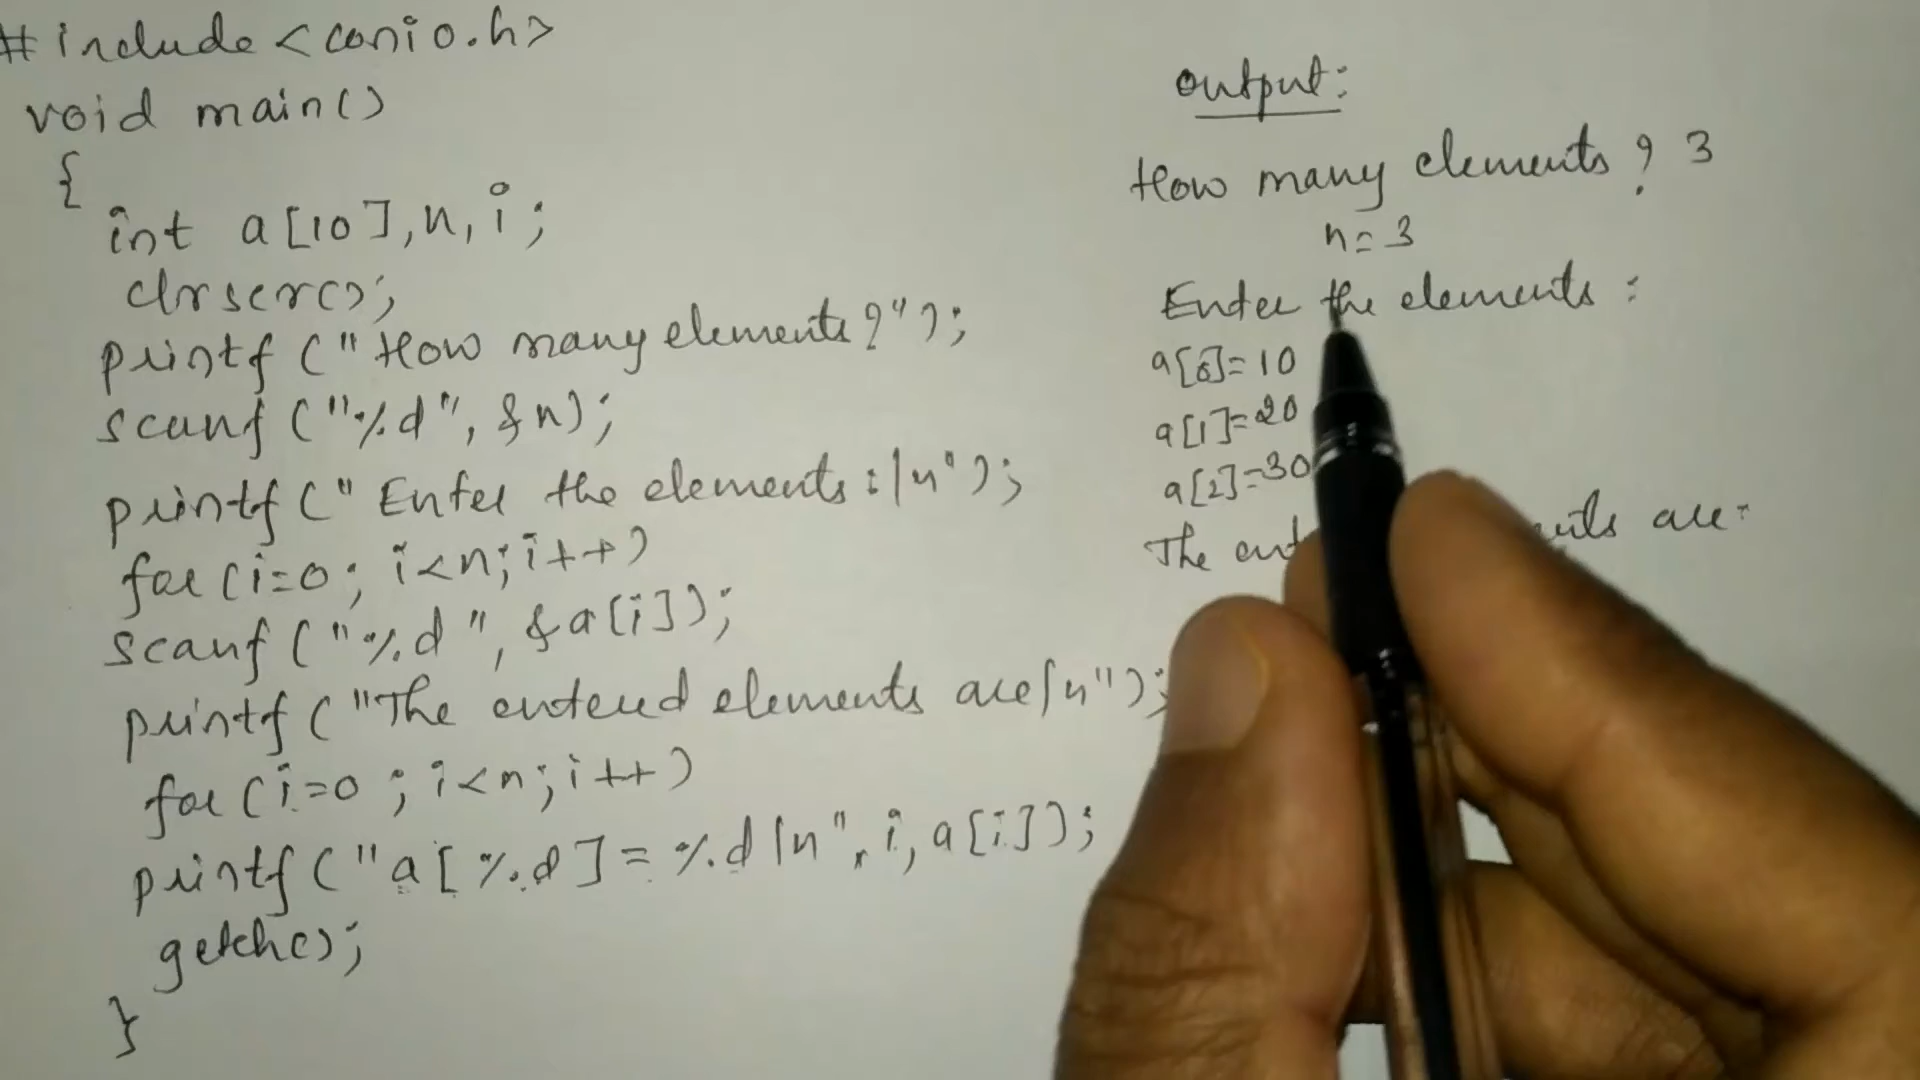 #include<conio.h>
void main()
{
int a[10],n,i;
clrscr();
printf("How many elements?");
scanf("%d", &n);
printf("Enter the elements:\n");
for(i=0; i<n; i++)
scanf("%d", &a[i]);
printf("The entered elements are\n");
for(i=0; i<n; i++)
printf("a[%d]=%d\n", i, a[i]);
getch();
}
Output:
How many elements? 3
n=3
Enter the elements:
a[0]=10
a[1]=20
a[2]=30
The are: